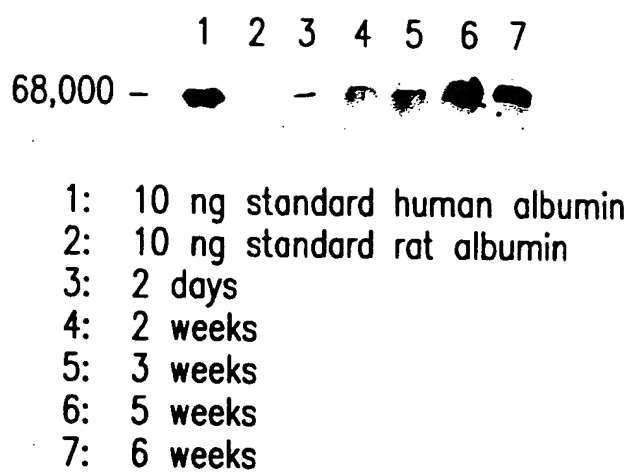 1 2 3 4 5 6 7
68,000 –
1: 10 ng standard human albumin
2: 10 ng standard rat albumin
3: 2 days
4: 2 weeks
5: 3 weeks
6: 5 weeks
7: 6 weeks